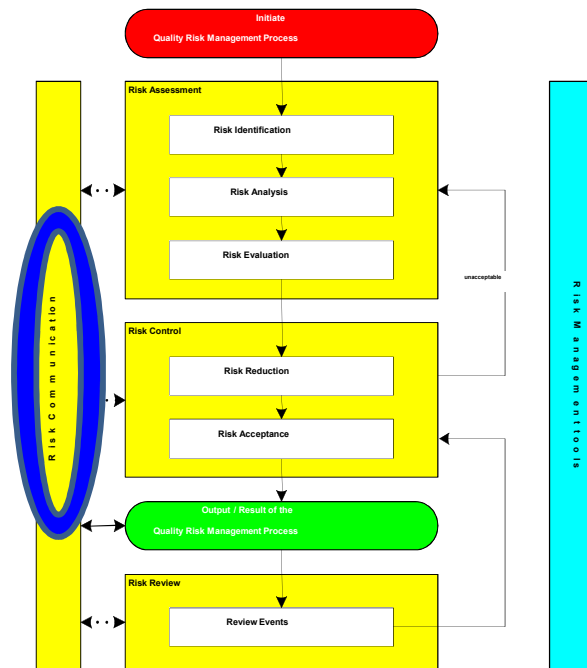 Initiate
Quality Risk Management Process
Risk Assessment
Risk Identification
Risk Analysis
Risk Evaluation
unacceptable
Risk Communication
Risk Management tools
Risk Control
Risk Reduction
Risk Acceptance
Output / Result of the
Quality Risk Management Process
Risk Review
Review Events